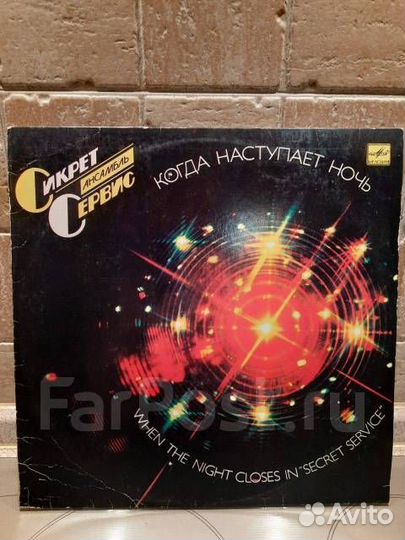 СИКРЕТ
АНСАМБЛЬ
СЕРВИС
КОГДА НАСТУПАЕТ НОЧЬ
FarPost.ru
WHEN THE NIGHT CLOSES IN "SECRET SERVICE"
Avito